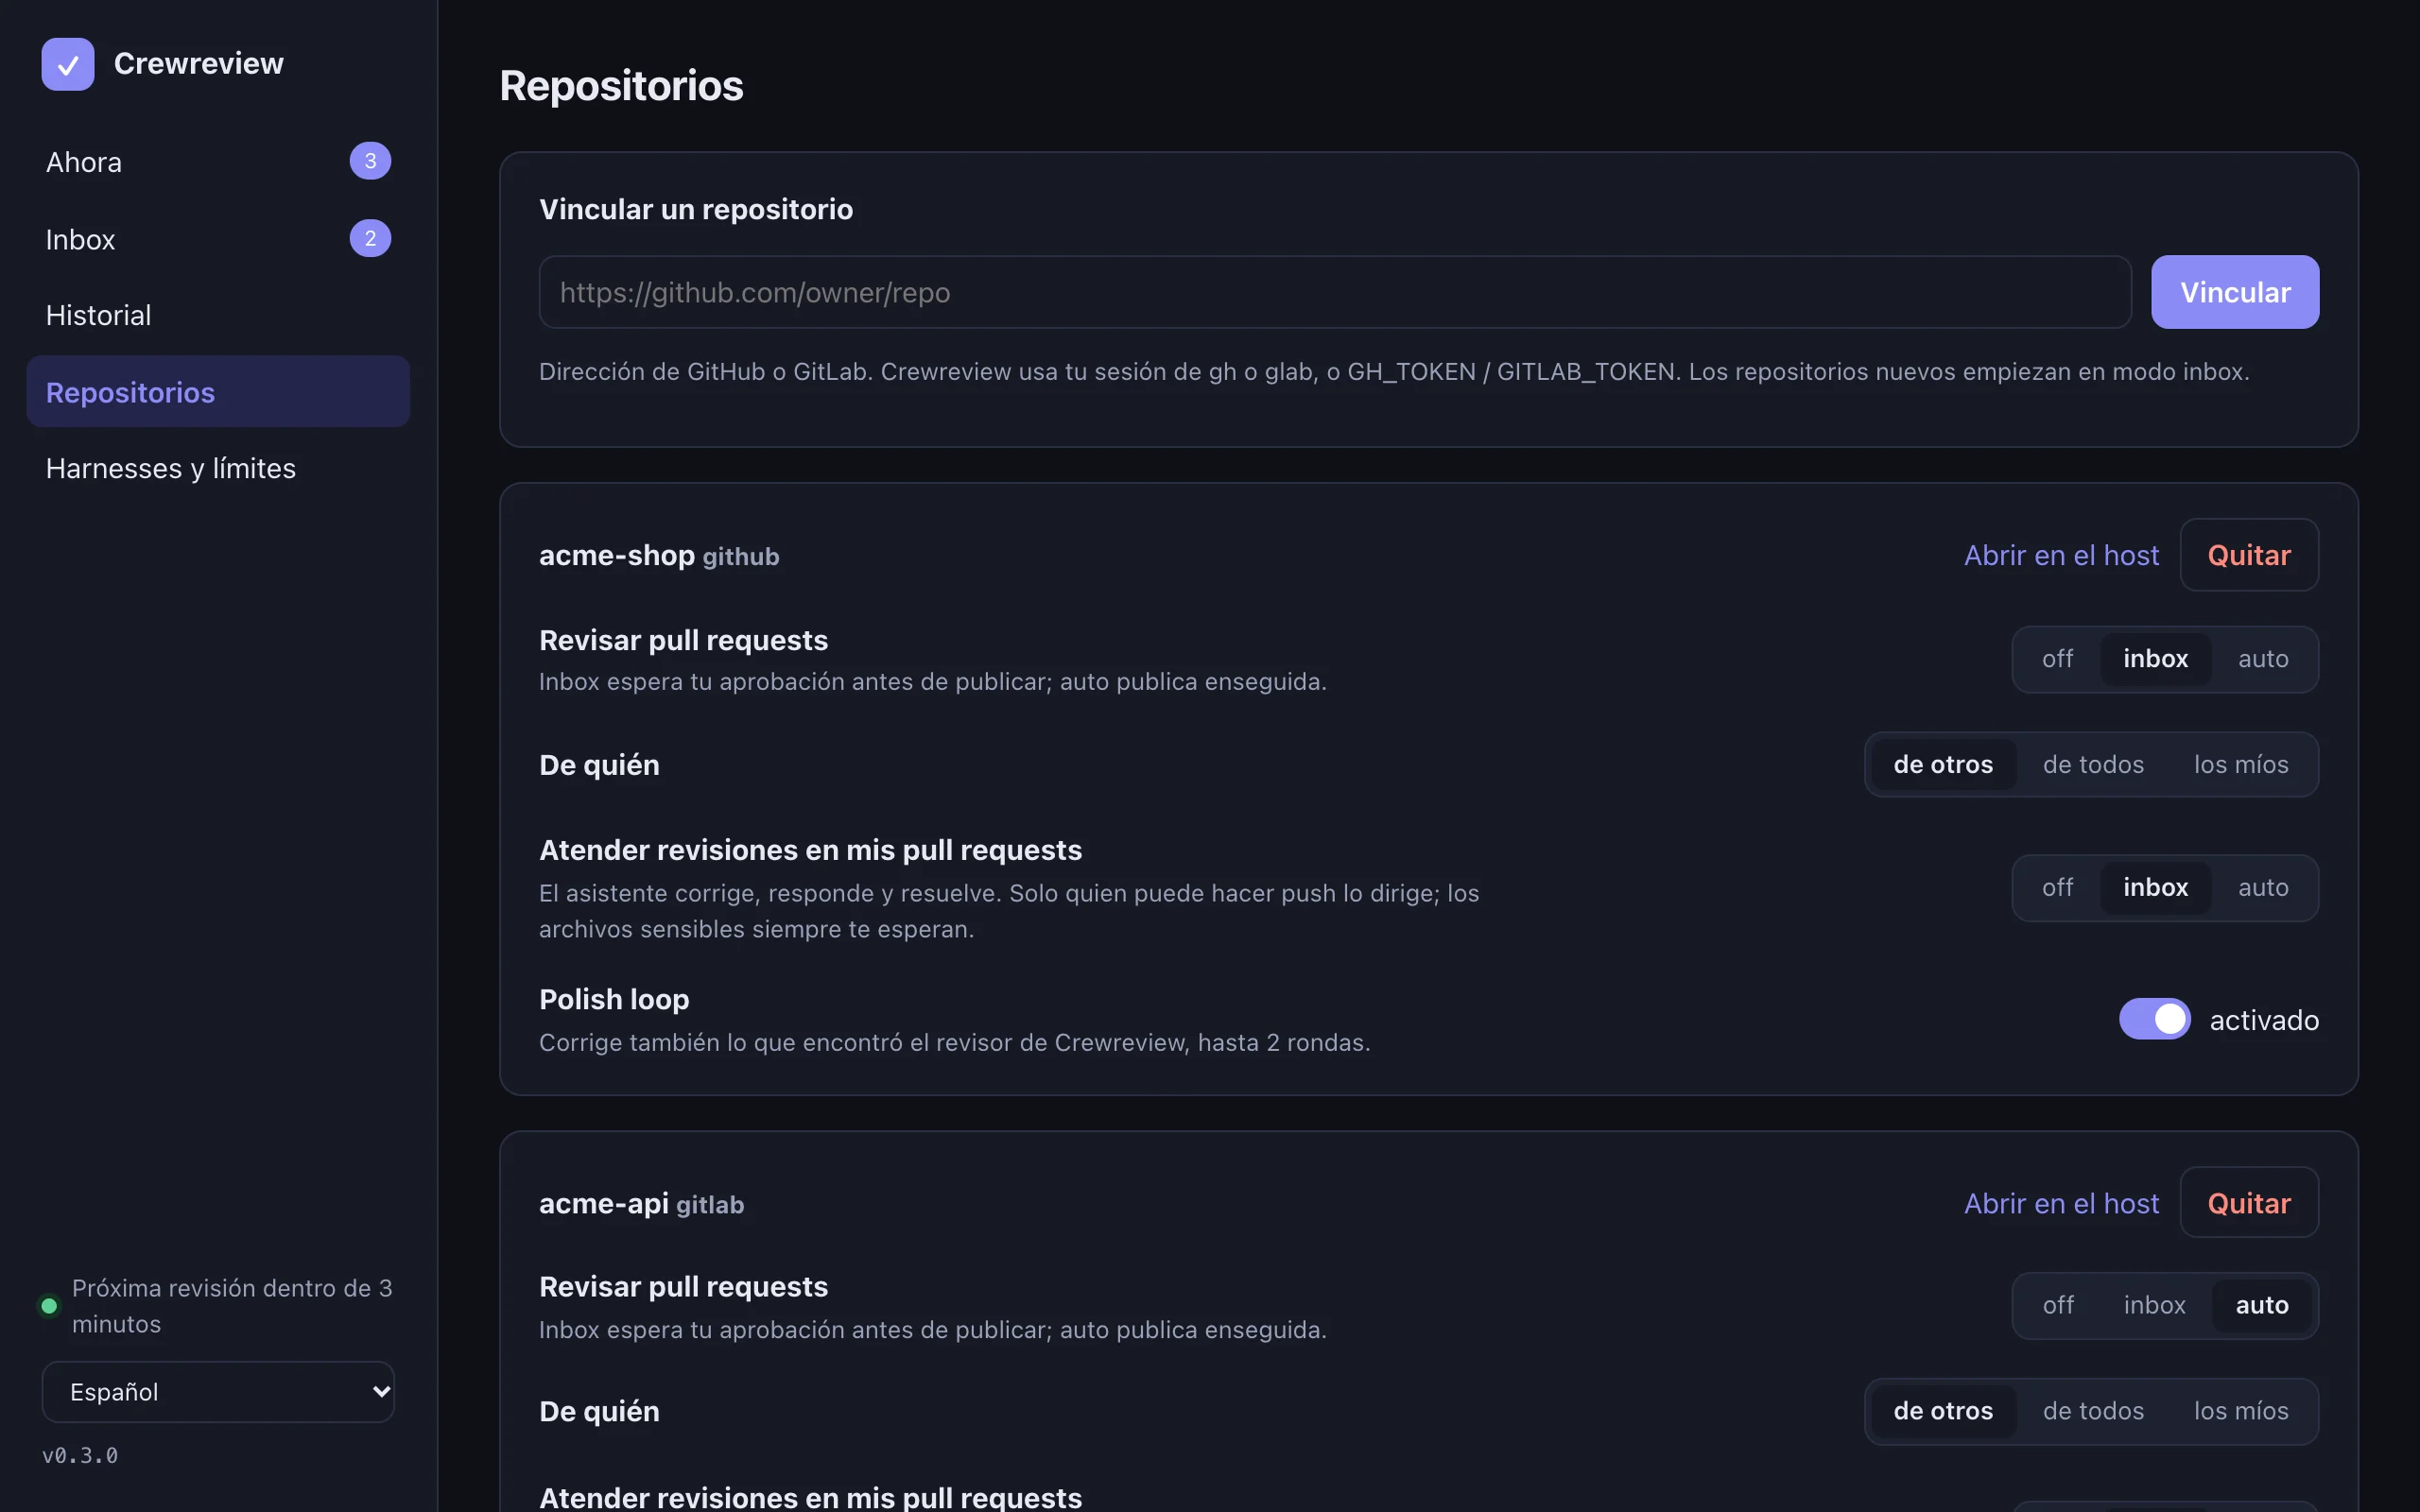 Crewreview
Ahora 3
Inbox 2
Historial
Repositorios
Harnesses y límites
Próxima revisión dentro de 3
minutos
Español
v0.3.0
Repositorios
Vincular un repositorio
https://github.com/owner/repo
Vincular
Dirección de GitHub o GitLab. Crewreview usa tu sesión de gh o glab, o GH_TOKEN / GITLAB_TOKEN. Los repositorios nuevos empiezan en modo inbox.
acme-shop github
Abrir en el host
Quitar
Revisar pull requests
Inbox espera tu aprobación antes de publicar; auto publica enseguida.
off inbox auto
De quién
de otros de todos los míos
Atender revisiones en mis pull requests
El asistente corrige, responde y resuelve. Solo quien puede hacer push lo dirige; los
archivos sensibles siempre te esperan.
off inbox auto
Polish loop
Corrige también lo que encontró el revisor de Crewreview, hasta 2 rondas.
activado
acme-api gitlab
Abrir en el host
Quitar
Revisar pull requests
Inbox espera tu aprobación antes de publicar; auto publica enseguida.
off inbox auto
De quién
de otros de todos los míos
Atender revisiones en mis pull requests